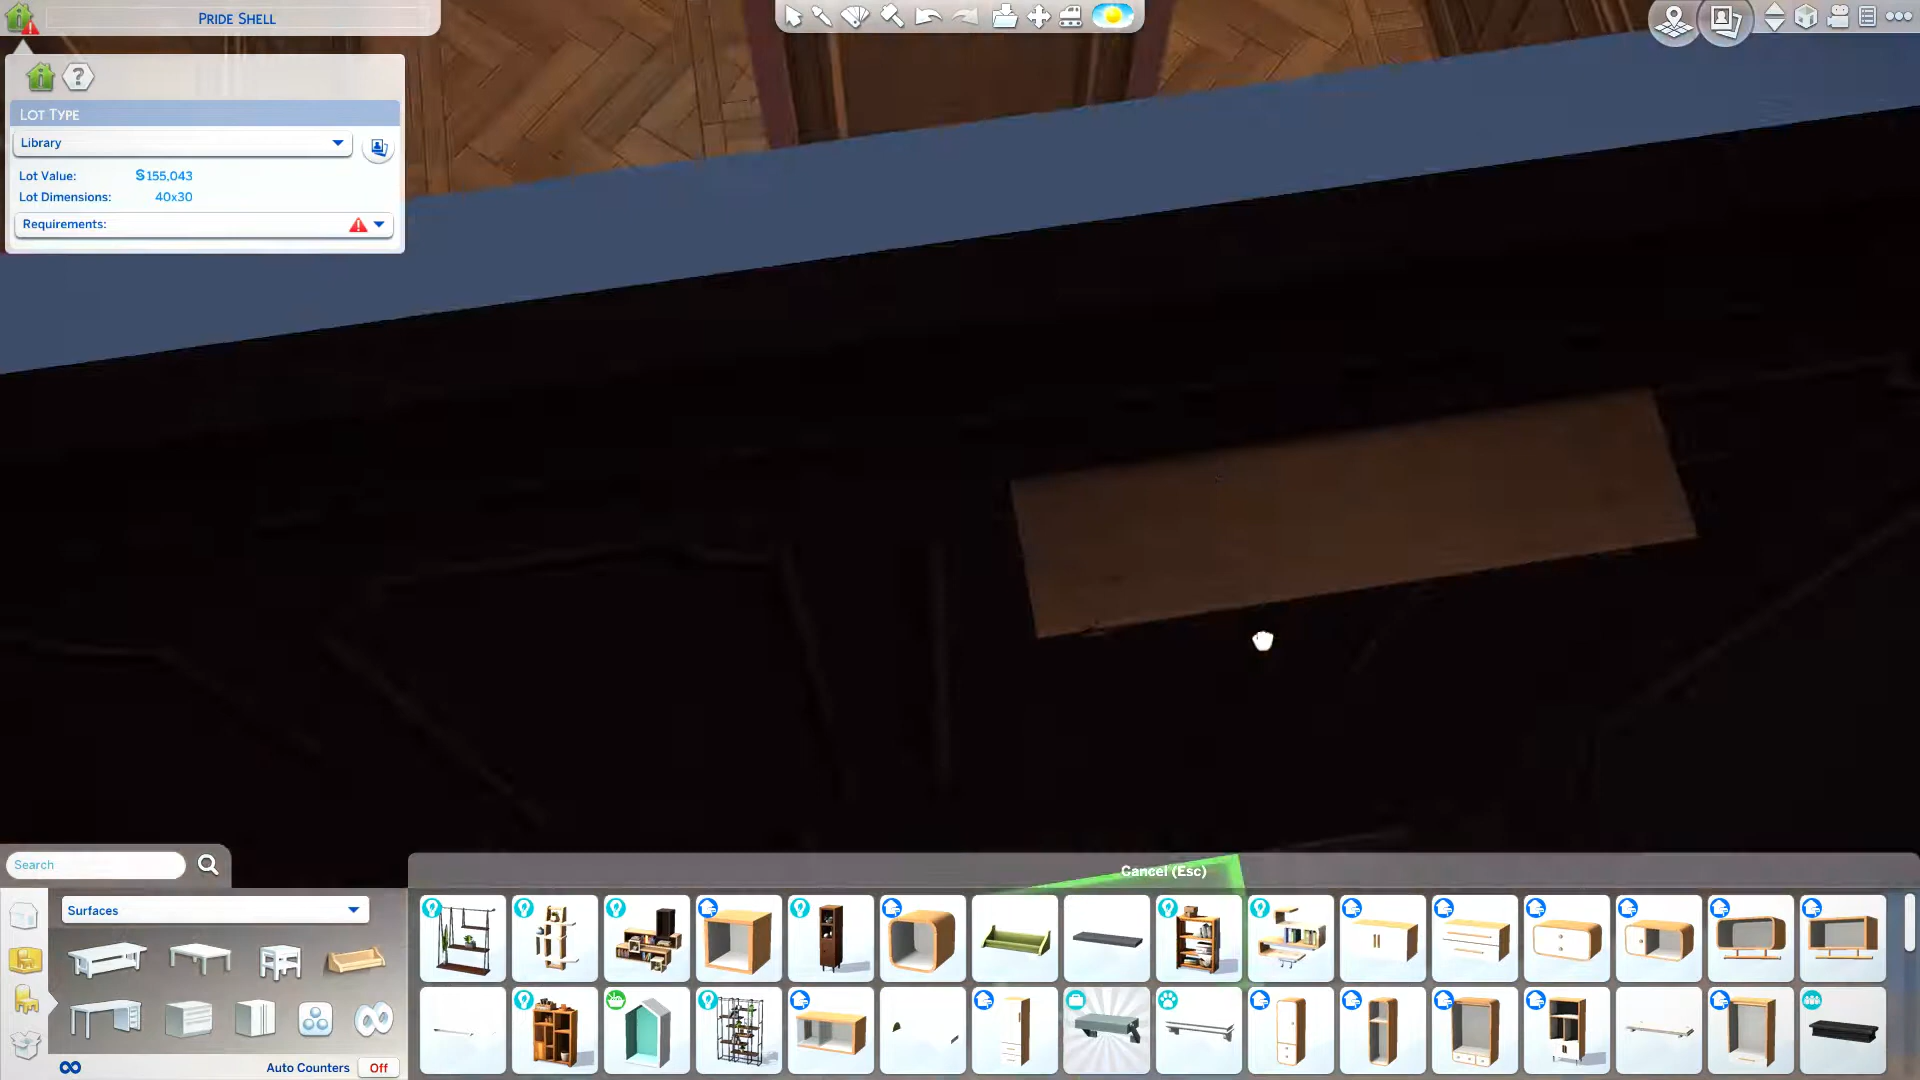 PRIDE SHELL
LOT TYPE
Library
Lot Value: §155,043
Lot Dimensions: 40x30
Requirements:
Cancel (Esc)
Search
Surfaces
Auto Counters Off